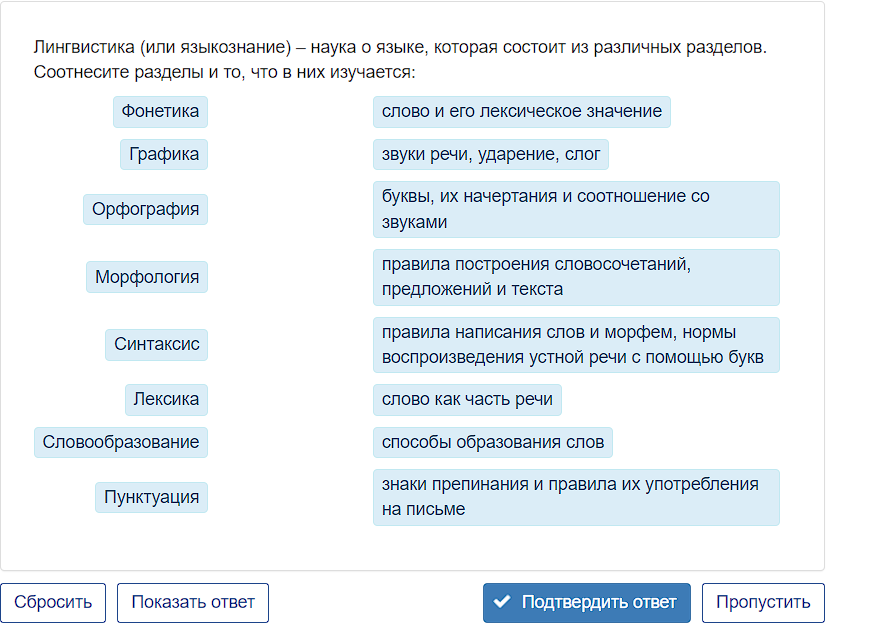 Лингвистика (или языкознание) – наука о языке, которая состоит из различных разделов.
Соотнесите разделы и то, что в них изучается:
Фонетика
слово и его лексическое значение
Графика
звуки речи, ударение, слог
Орфография
буквы, их начертания и соотношение со
звуками
Морфология
правила построения словосочетаний,
предложений и текста
Синтаксис
правила написания слов и морфем, нормы
воспроизведения устной речи с помощью букв
Лексика
слово как часть речи
Словообразование
способы образования слов
Пунктуация
знаки препинания и правила их употребления
на письме
Сбросить
Показать ответ
Подтвердить ответ
Пропустить